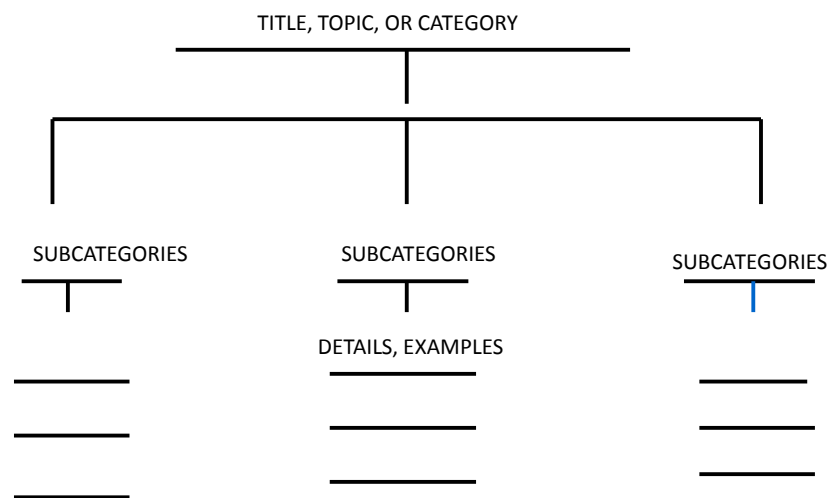 TITLE, TOPIC, OR CATEGORY
SUBCATEGORIES
SUBCATEGORIES
SUBCATEGORIES
DETAILS, EXAMPLES